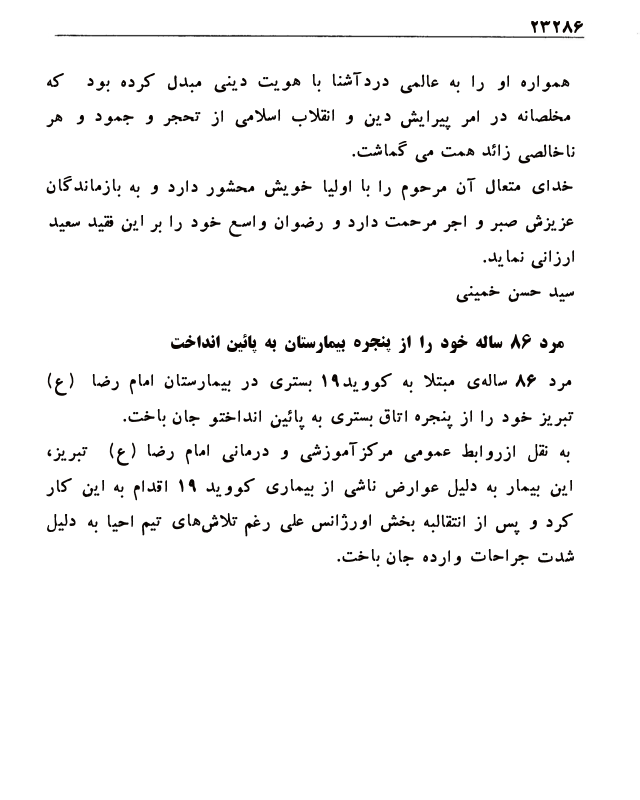 ۲۳۲۸۶
همواره او را به عالمی دردآشنا با هویت دینی مبدل کرده بود که
مخلصانه در امر پیرایش دین و انقلاب اسلامی از تحجر و جمود و هر
ناخالصی زائد همت می گماشت.
خدای متعال آن مرحوم را با اولیا خویش محشور دارد و به بازماندگان
عزیزش صبر و اجر مرحمت دارد و رضوان واسع خود را بر این فقید سعید
ارزانی نماید.
سید حسن خمینی
مرد ۸۶ ساله خود را از پنجره بیمارستان به پائین انداخت
مرد ۸۶ ساله‌ی مبتلا به کووید۱۹ بستری در بیمارستان امام رضا (ع)
تبریز خود را از پنجره اتاق بستری به پائین انداختو جان باخت.
به نقل ازروابط عمومی مرکزآموزشی و درمانی امام رضا (ع) تبریز،
این بیمار به دلیل عوارض ناشی از بیماری کووید ۱۹ اقدام به این کار
کرد و پس از انتقالبه بخش اورژانس علی رغم تلاش‌های تیم احیا به دلیل
شدت جراحات وارده جان باخت.